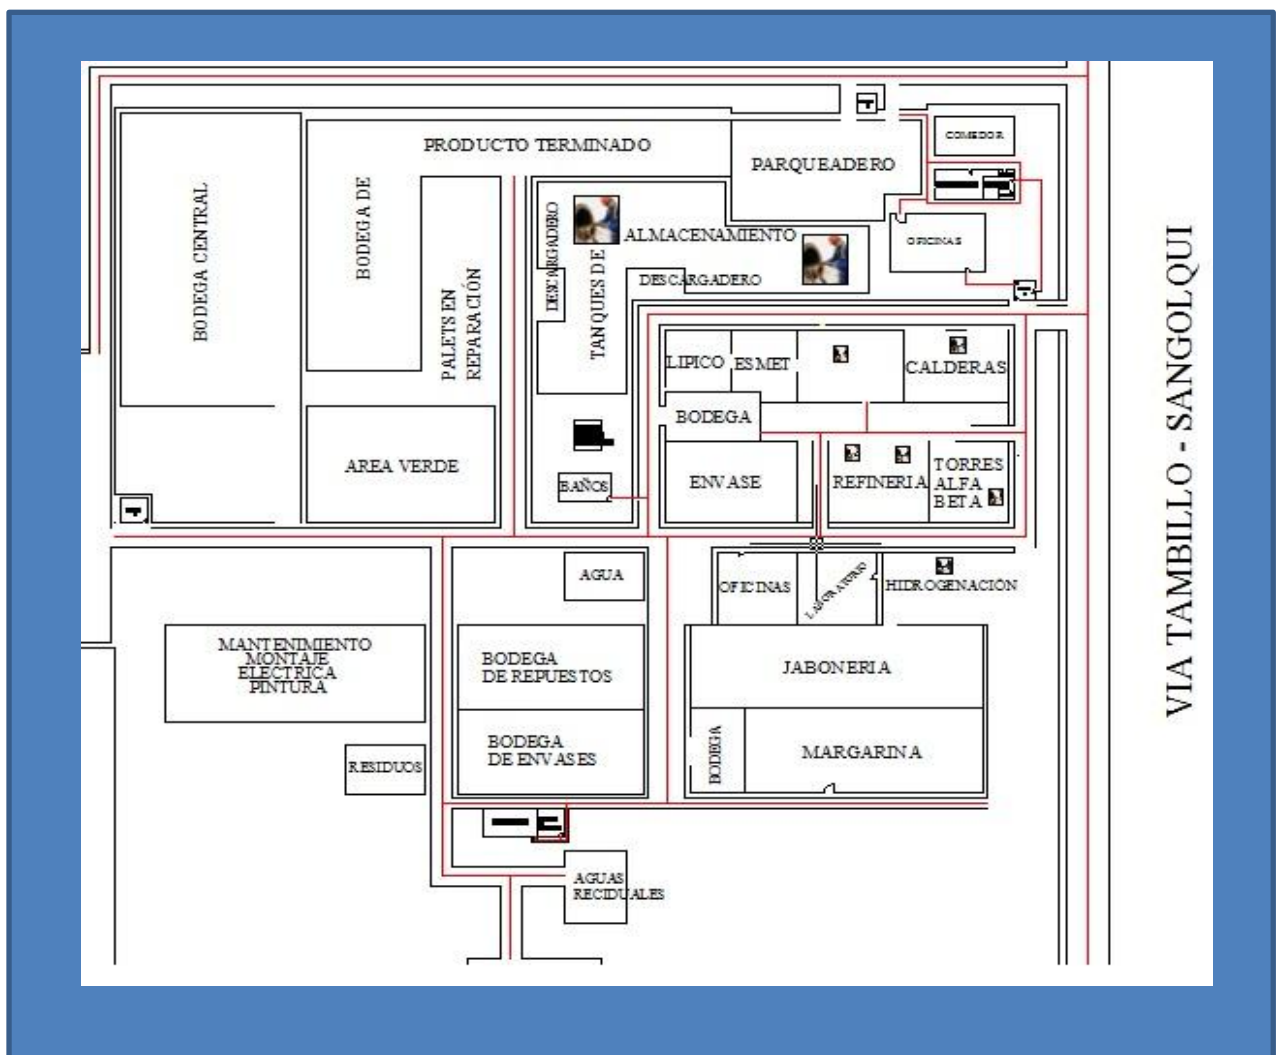 COMEDOR
PRODUCTO TERMINADO
PARQUEADERO
BODEGA CENTRAL
BODEGA DE
PALETS EN
REPARACIÓN
DESCARGADERO
TANQUES DE
ALMACENAMIENTO
DESCARGADERO
OFICINAS
VIA TAMBILLO - SANGOLQUI
LIPICO
ESMET
CALDERAS
BODEGA
AREA VERDE
BAÑOS
ENVASE
REFINERIA
TORRES
ALFA
BETA
AGUA
OFICINAS
LABORATORIO
HIDROGENACIÓN
MANTENIMIENTO
MONTAJE
ELECTRICA
PINTURA
BODEGA
DE REPUESTOS
JABONERIA
RESIDUOS
BODEGA
DE ENVASES
BODEGA
MARGARINA
AGUAS
RECIDUALES